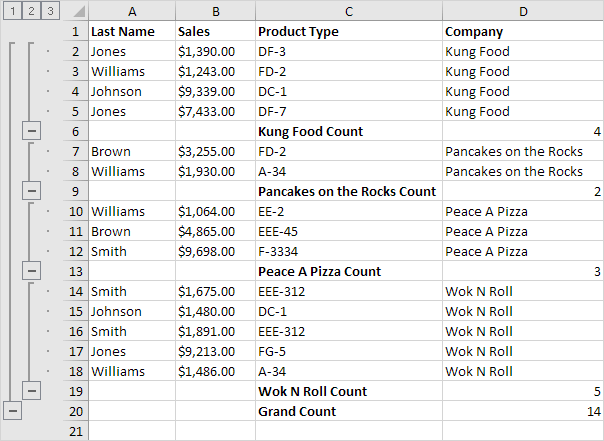 1 2 3 A B C D
1 Last Name Sales Product Type Company
2 Jones $1,390.00 DF-3 Kung Food
3 Williams $1,243.00 FD-2 Kung Food
4 Johnson $9,339.00 DC-1 Kung Food
5 Jones $7,433.00 DF-7 Kung Food
6 Kung Food Count 4
7 Brown $3,255.00 FD-2 Pancakes on the Rocks
8 Williams $1,930.00 A-34 Pancakes on the Rocks
9 Pancakes on the Rocks Count 2
10 Williams $1,064.00 EE-2 Peace A Pizza
11 Brown $4,865.00 EEE-45 Peace A Pizza
12 Smith $9,698.00 F-3334 Peace A Pizza
13 Peace A Pizza Count 3
14 Smith $1,675.00 EEE-312 Wok N Roll
15 Johnson $1,480.00 DC-1 Wok N Roll
16 Smith $1,891.00 EEE-312 Wok N Roll
17 Jones $9,213.00 FG-5 Wok N Roll
18 Williams $1,486.00 A-34 Wok N Roll
19 Wok N Roll Count 5
20 Grand Count 14
21